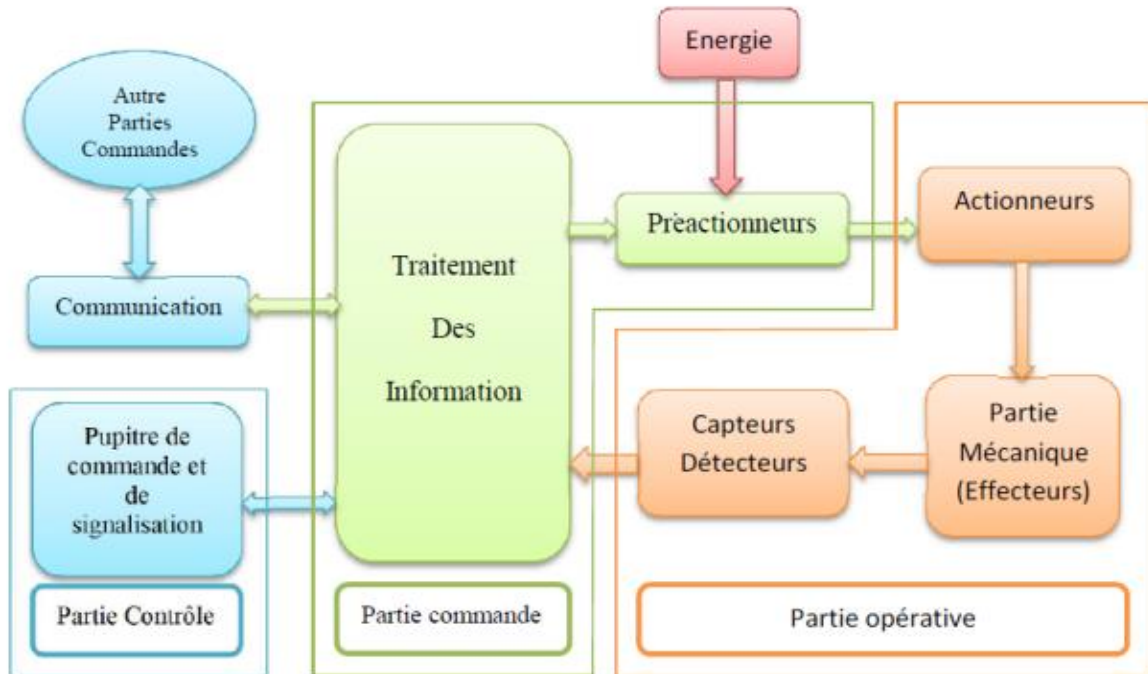 Energie
Autre
Parties
Commandes
Communication
Traitement
Des
Information
Prèactionneurs
Actionneurs
Pupitre de
commande et
de
signalisation
Capteurs
Détecteurs
Partie
Mécanique
(Effecteurs)
Partie Contrôle
Partie commande
Partie opérative